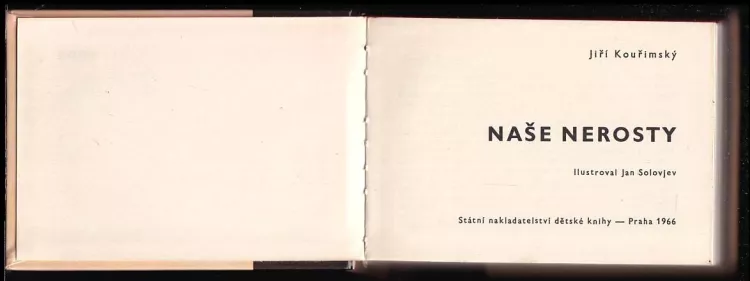 Jiří Kouřimský
NAŠE NEROSTY
Ilustroval Jan Solovjev
Státní nakladatelství dětské knihy — Praha 1966